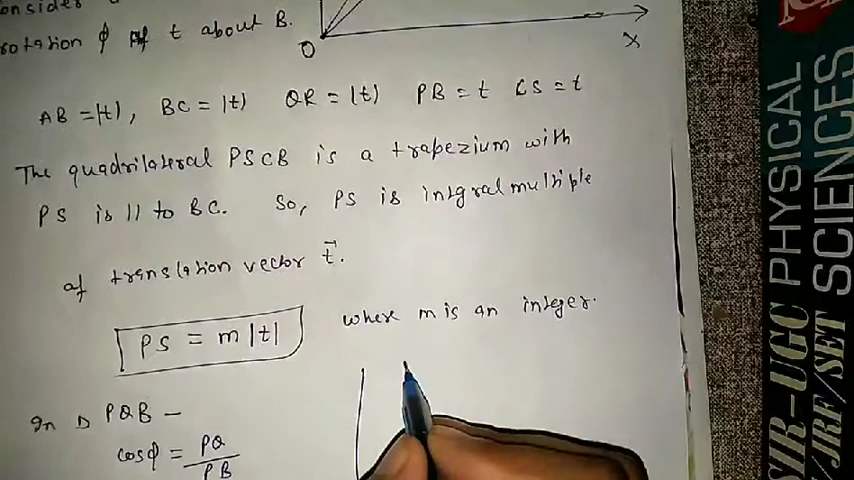 onsider a
rotation ϕ of t about B.
O
X
AB = |t|, BC = |t| QR = |t| PB = t CS = t
The quadrilateral PSCB is a trapezium with
PS is || to BC. So, PS is integral multiple
of translation vector t⃗.
PS = m |t| where m is an integer.
In Δ PQB —
cosϕ = PQ / PB
PHYSICAL SCIENCES
SIR-UGC
JRF/SET